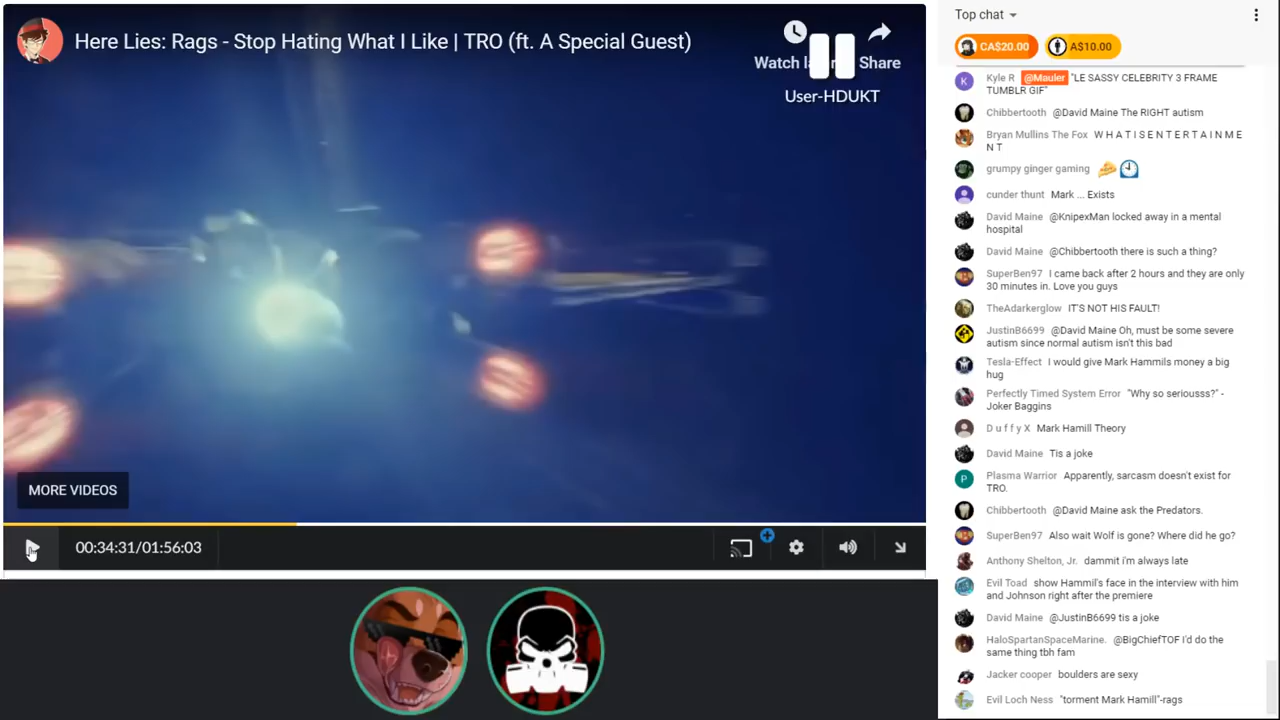 Here Lies: Rags - Stop Hating What I Like | TRO (ft. A Special Guest)
Watch la
Share
User-HDUKT
MORE VIDEOS
00:34:31/01:56:03
Top chat
CA$20.00
A$10.00
Kyle R @Mauler "LE SASSY CELEBRITY 3 FRAME
TUMBLR GIF"
Chibbertooth @David Maine The RIGHT autism
Bryan Mullins The Fox W H A T I S E N T E R T A I N M E
N T
grumpy ginger gaming
cunder thunt Mark ... Exists
David Maine @KnipexMan locked away in a mental
hospital
David Maine @Chibbertooth there is such a thing?
SuperBen97 I came back after 2 hours and they are only
30 minutes in. Love you guys
TheAdarkerglow IT'S NOT HIS FAULT!
JustinB6699 @David Maine Oh, must be some severe
autism since normal autism isn't this bad
Tesla-Effect I would give Mark Hammils money a big
hug
Perfectly Timed System Error "Why so seriousss?" -
Joker Baggins
D u f f y X Mark Hamill Theory
David Maine Tis a joke
Plasma Warrior Apparently, sarcasm doesn't exist for
TRO.
Chibbertooth @David Maine ask the Predators.
SuperBen97 Also wait Wolf is gone? Where did he go?
Anthony Shelton, Jr. dammit i'm always late
Evil Toad show Hammil's face in the interview with him
and Johnson right after the premiere
David Maine @JustinB6699 tis a joke
HaloSpartanSpaceMarine. @BigChiefTOF I'd do the
same thing tbh fam
Jacker cooper boulders are sexy
Evil Loch Ness "torment Mark Hamill"-rags